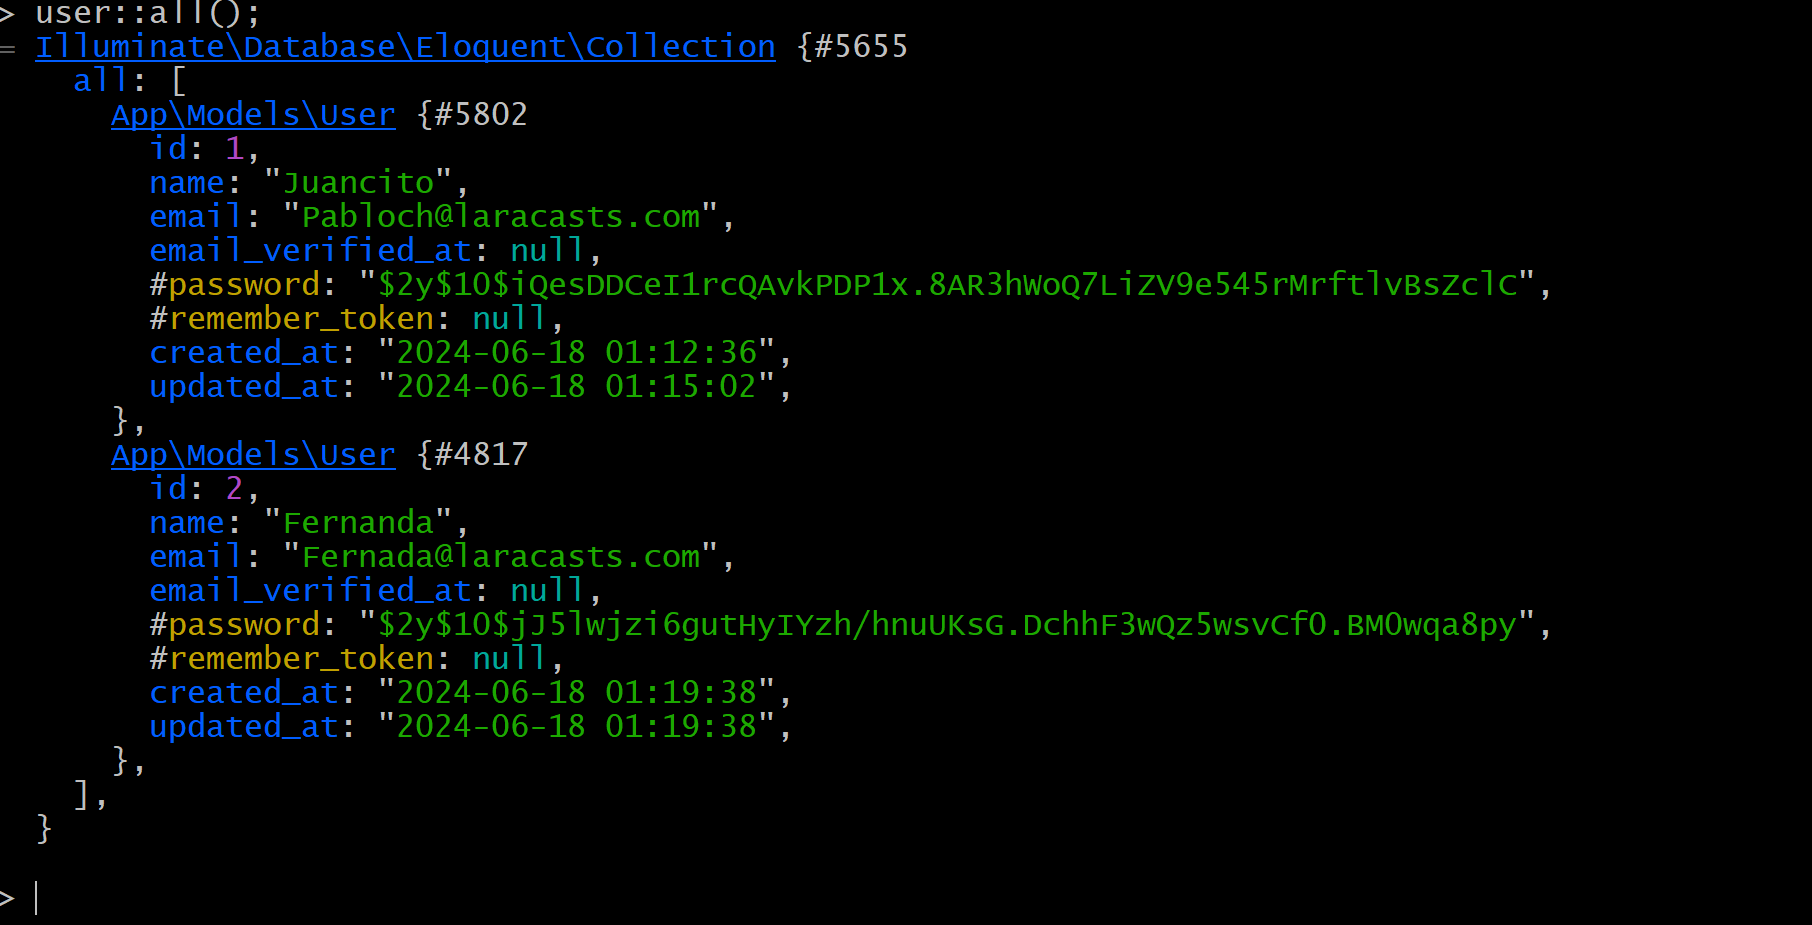 > user::all();
= Illuminate\Database\Eloquent\Collection {#5655
all: [
App\Models\User {#5802
id: 1,
name: "Juancito",
email: "Pabloch@laracasts.com",
email_verified_at: null,
#password: "$2y$10$iQesDDCeI1rcQAvkPDP1x.8AR3hWoQ7LiZV9e545rMrftlvBsZclC",
#remember_token: null,
created_at: "2024-06-18 01:12:36",
updated_at: "2024-06-18 01:15:02",
},
App\Models\User {#4817
id: 2,
name: "Fernanda",
email: "Fernada@laracasts.com",
email_verified_at: null,
#password: "$2y$10$jJ5lwjzi6gutHyIYzh/hnuUKsG.DchhF3wQz5wsvCfO.BM0wqa8py",
#remember_token: null,
created_at: "2024-06-18 01:19:38",
updated_at: "2024-06-18 01:19:38",
},
],
}
>